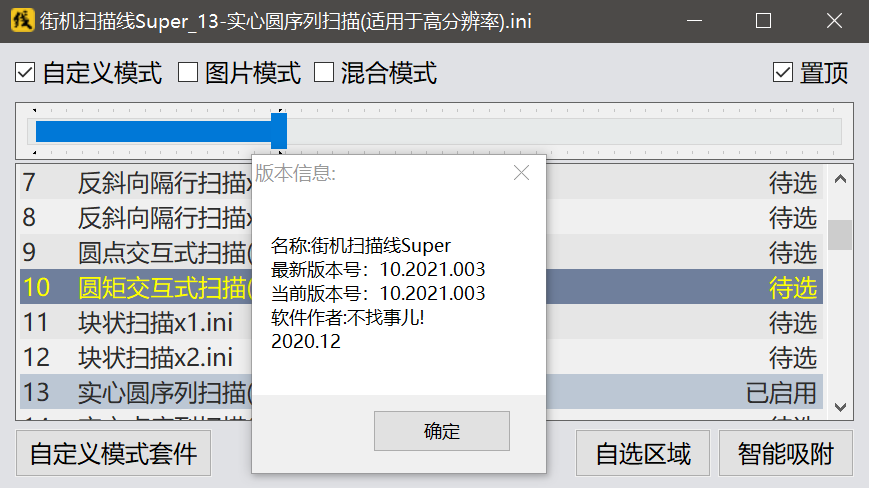 线 街机扫描线Super_13-实心圆序列扫描(适用于高分辨率).ini
自定义模式 图片模式 混合模式 置顶
7 反斜向隔行扫描x 待选
8 反斜向隔行扫描x 待选
9 圆点交互式扫描( 待选
10 圆矩交互式扫描( 待选
11 块状扫描x1.ini 待选
12 块状扫描x2.ini 待选
13 实心圆序列扫描( 已启用
14 待选
版本信息:
名称:街机扫描线Super
最新版本号：10.2021.003
当前版本号：10.2021.003
软件作者:不找事儿!
2020.12
确定
自定义模式套件 自选区域 智能吸附